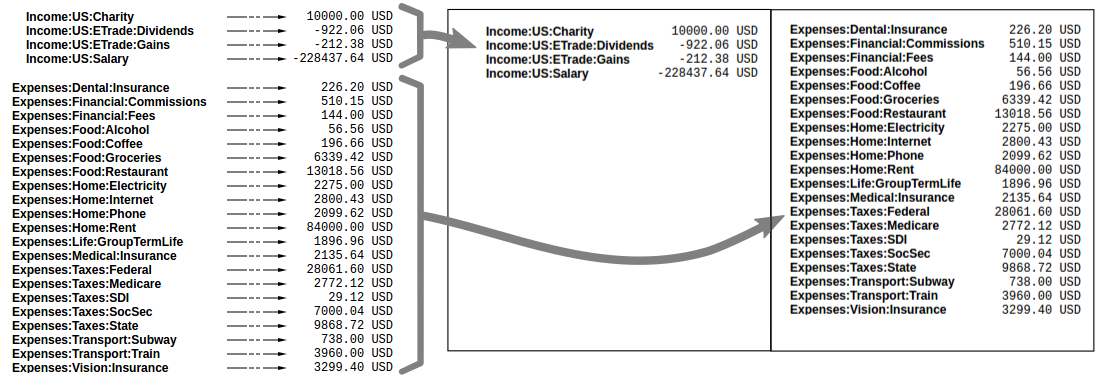 Income:US:Charity 10000.00 USD
Income:US:ETrade:Dividends -922.06 USD
Income:US:ETrade:Gains -212.38 USD
Income:US:Salary -228437.64 USD
Expenses:Dental:Insurance 226.20 USD
Expenses:Financial:Commissions 510.15 USD
Expenses:Financial:Fees 144.00 USD
Expenses:Food:Alcohol 56.56 USD
Expenses:Food:Coffee 196.66 USD
Expenses:Food:Groceries 6339.42 USD
Expenses:Food:Restaurant 13018.56 USD
Expenses:Home:Electricity 2275.00 USD
Expenses:Home:Internet 2800.43 USD
Expenses:Home:Phone 2099.62 USD
Expenses:Home:Rent 84000.00 USD
Expenses:Life:GroupTermLife 1896.96 USD
Expenses:Medical:Insurance 2135.64 USD
Expenses:Taxes:Federal 28061.60 USD
Expenses:Taxes:Medicare 2772.12 USD
Expenses:Taxes:SDI 29.12 USD
Expenses:Taxes:SocSec 7000.04 USD
Expenses:Taxes:State 9868.72 USD
Expenses:Transport:Subway 738.00 USD
Expenses:Transport:Train 3960.00 USD
Expenses:Vision:Insurance 3299.40 USD
Income:US:Charity 10000.00 USD
Income:US:ETrade:Dividends -922.06 USD
Income:US:ETrade:Gains -212.38 USD
Income:US:Salary -228437.64 USD
Expenses:Dental:Insurance 226.20 USD
Expenses:Financial:Commissions 510.15 USD
Expenses:Financial:Fees 144.00 USD
Expenses:Food:Alcohol 56.56 USD
Expenses:Food:Coffee 196.66 USD
Expenses:Food:Groceries 6339.42 USD
Expenses:Food:Restaurant 13018.56 USD
Expenses:Home:Electricity 2275.00 USD
Expenses:Home:Internet 2800.43 USD
Expenses:Home:Phone 2099.62 USD
Expenses:Home:Rent 84000.00 USD
Expenses:Life:GroupTermLife 1896.96 USD
Expenses:Medical:Insurance 2135.64 USD
Expenses:Taxes:Federal 28061.60 USD
Expenses:Taxes:Medicare 2772.12 USD
Expenses:Taxes:SDI 29.12 USD
Expenses:Taxes:SocSec 7000.04 USD
Expenses:Taxes:State 9868.72 USD
Expenses:Transport:Subway 738.00 USD
Expenses:Transport:Train 3960.00 USD
Expenses:Vision:Insurance 3299.40 USD